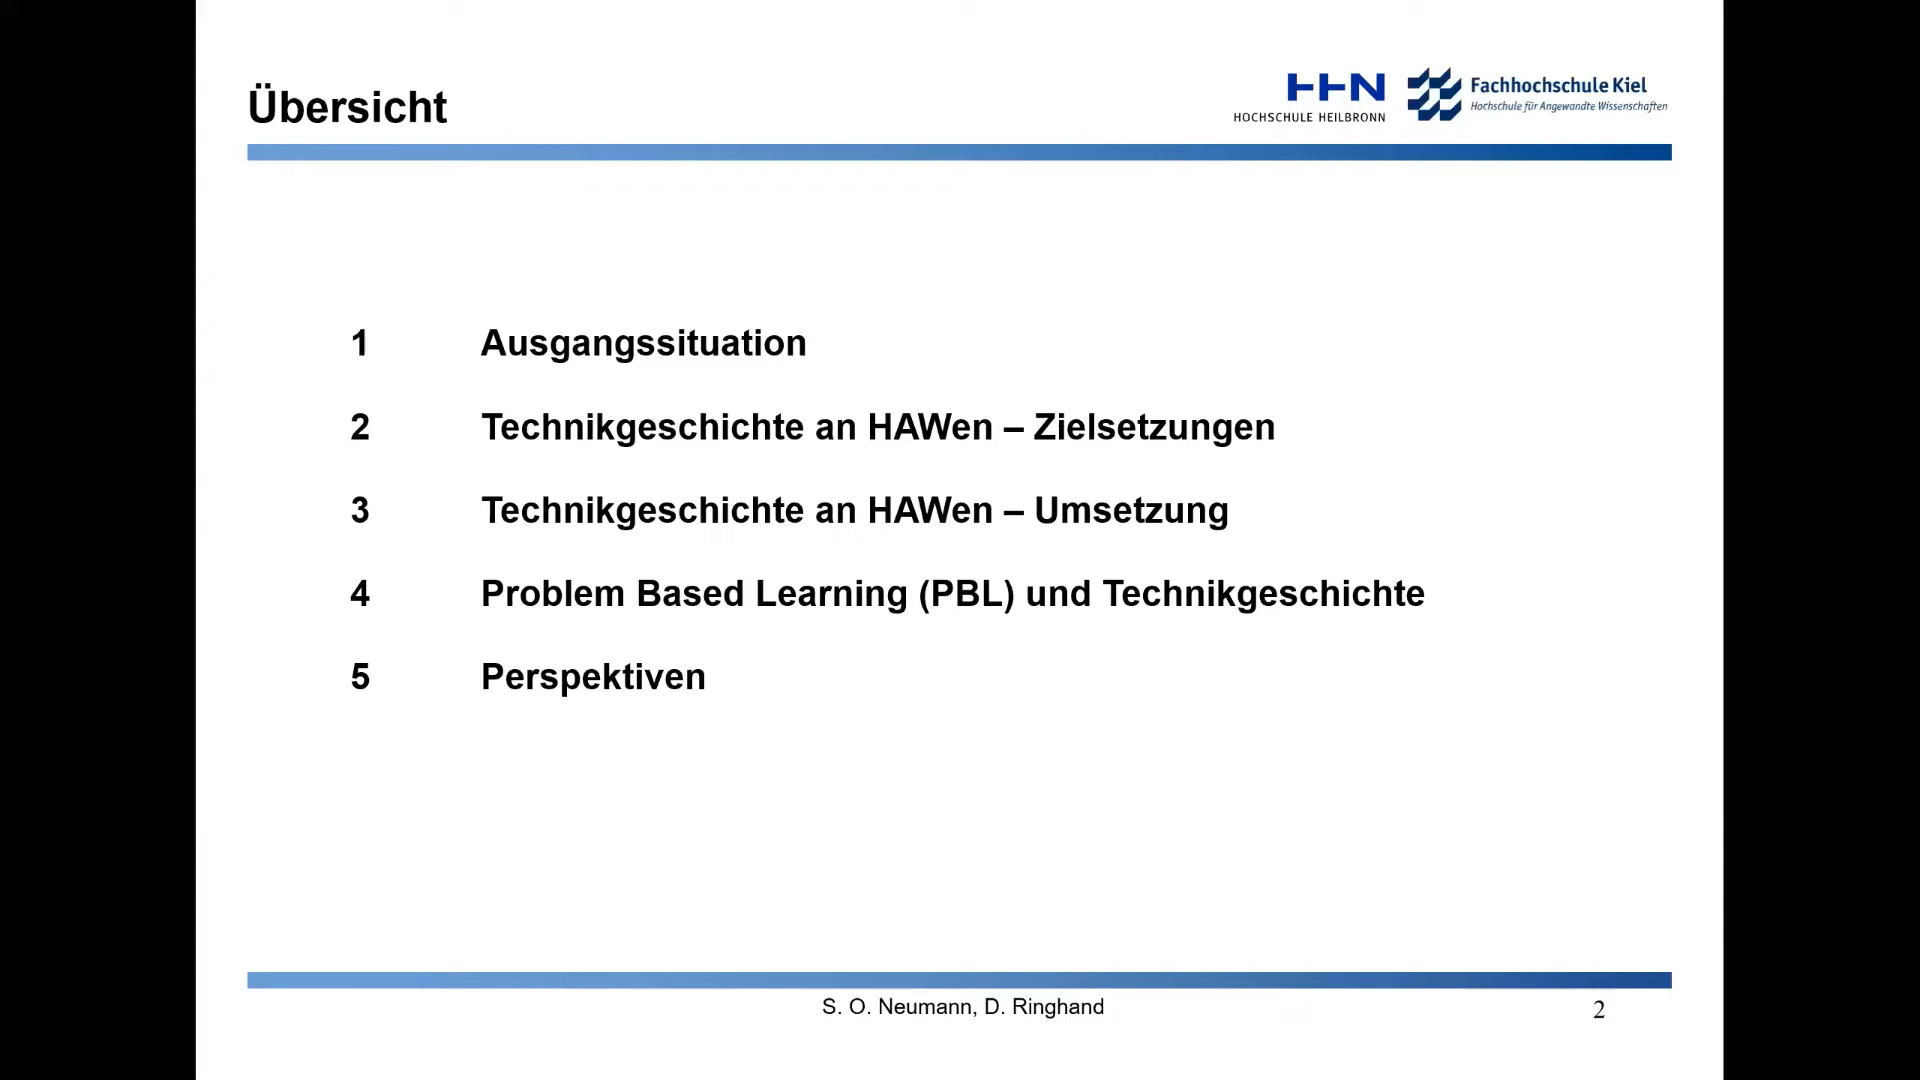 Übersicht
HHN
HOCHSCHULE HEILBRONN
Fachhochschule Kiel
Hochschule für Angewandte Wissenschaften
1 Ausgangssituation
2 Technikgeschichte an HAWen – Zielsetzungen
3 Technikgeschichte an HAWen – Umsetzung
4 Problem Based Learning (PBL) und Technikgeschichte
5 Perspektiven
S. O. Neumann, D. Ringhand
2